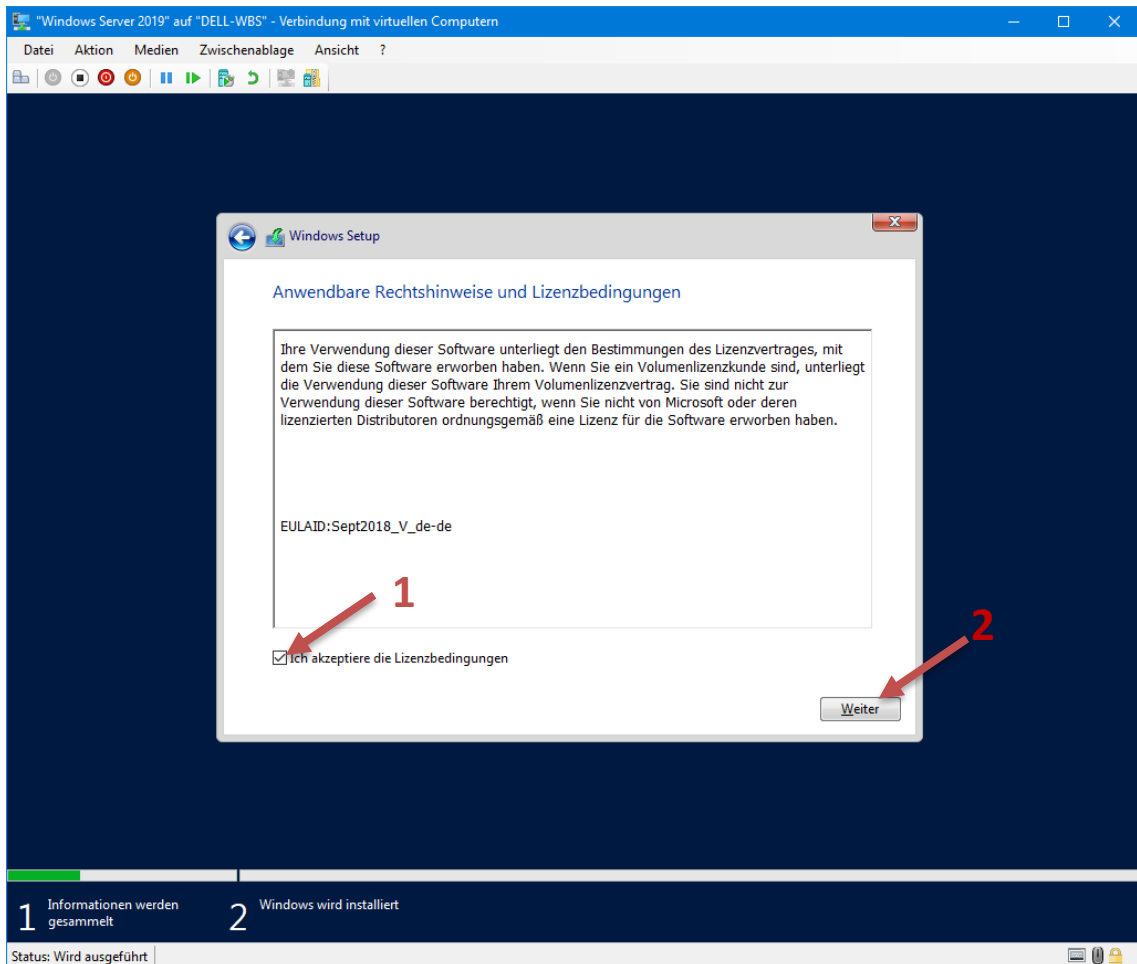 "Windows Server 2019" auf "DELL-WBS" - Verbindung mit virtuellen Computern
Datei Aktion Medien Zwischenablage Ansicht ?
Windows Setup
Anwendbare Rechtshinweise und Lizenzbedingungen
Ihre Verwendung dieser Software unterliegt den Bestimmungen des Lizenzvertrages, mit
dem Sie diese Software erworben haben. Wenn Sie ein Volumenlizenzkunde sind, unterliegt
die Verwendung dieser Software Ihrem Volumenlizenzvertrag. Sie sind nicht zur
Verwendung dieser Software berechtigt, wenn Sie nicht von Microsoft oder deren
lizenzierten Distributoren ordnungsgemäß eine Lizenz für die Software erworben haben.
EULAID:Sept2018_V_de-de
1
2
Ich akzeptiere die Lizenzbedingungen
Weiter
1 Informationen werden
gesammelt
2 Windows wird installiert
Status: Wird ausgeführt